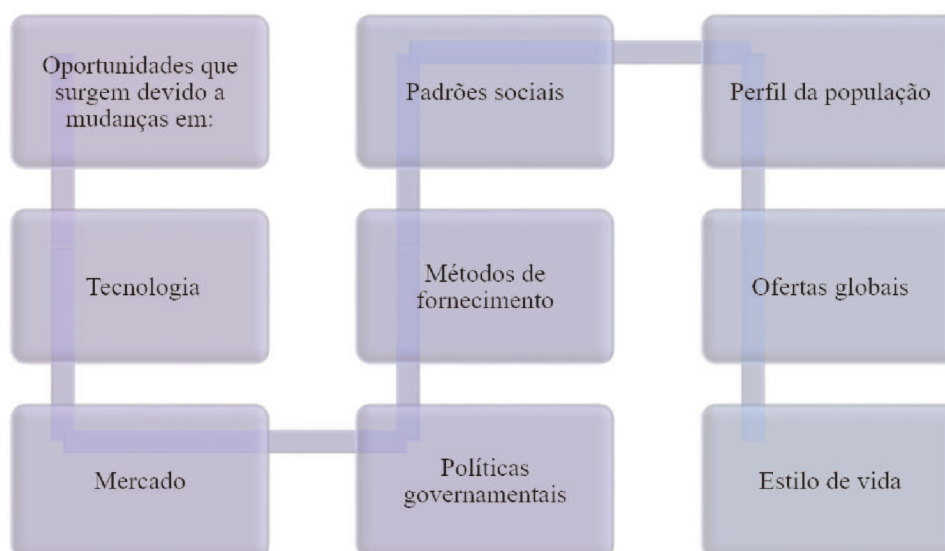 Oportunidades que
surgem devido a
mudanças em:
Tecnologia
Mercado
Políticas
governamentais
Métodos de
fornecimento
Padrões sociais
Perfil da população
Ofertas globais
Estilo de vida